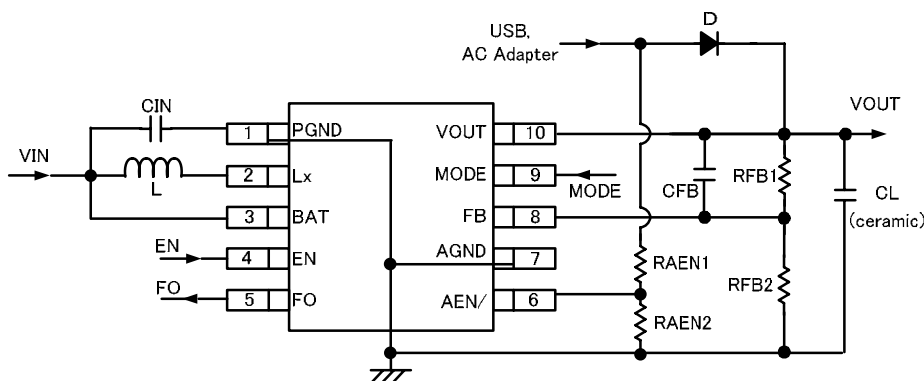 USB,
AC Adapter
D
CIN
VOUT
VIN
1 PGND
VOUT 10
L
2 Lx
MODE 9
MODE
CFB
RFB1
CL
(ceramic)
3 BAT
FB 8
EN
4 EN
AGND 7
RAEN1
RFB2
FO
5 FO
AEN/ 6
RAEN2